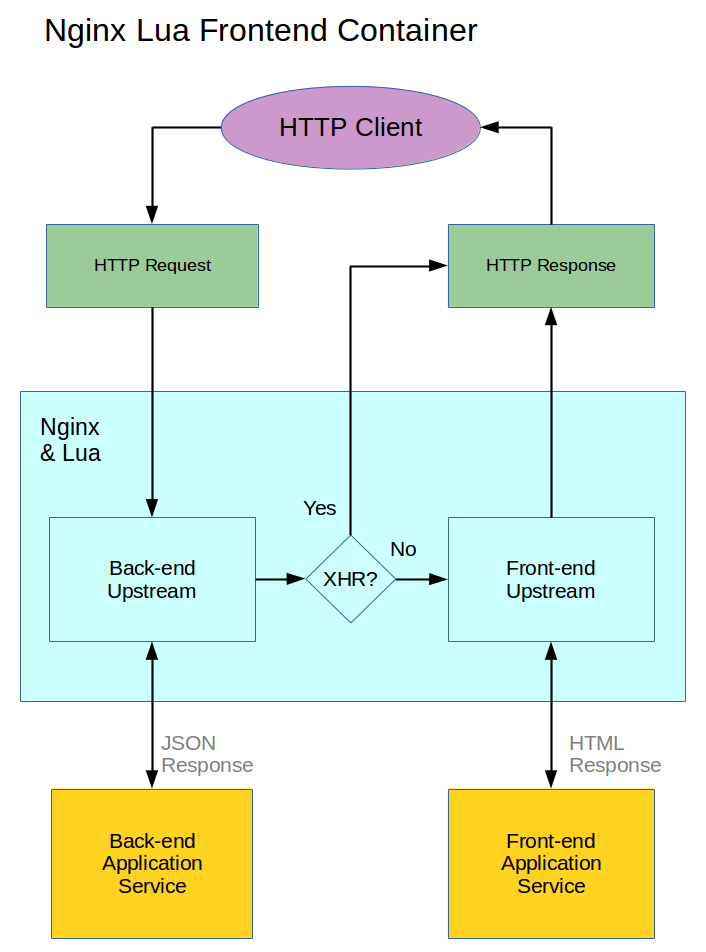 Nginx Lua Frontend Container
HTTP Client
HTTP Request
HTTP Response
Nginx
& Lua
Yes
No
Back-end
Upstream
XHR?
Front-end
Upstream
JSON
Response
HTML
Response
Back-end
Application
Service
Front-end
Application
Service